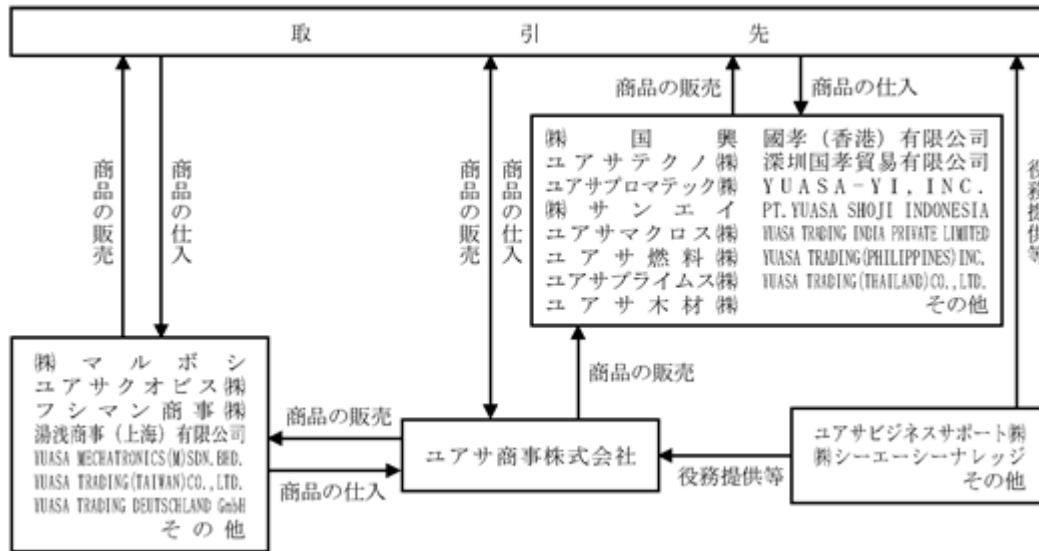 取引先
商品の販売
商品の仕入
商品の販売
商品の仕入
商品の販売
商品の仕入
役務提供等
㈱国興
ユアサテクノ㈱
ユアサプロマテック㈱
㈱サンエイ
ユアサマクロス㈱
ユアサ燃料㈱
ユアサプライムス㈱
ユアサ木材㈱
國孝（香港）有限公司
深圳国孝貿易有限公司
YUASA-YI, INC.
PT. YUASA SHOJI INDONESIA
YUASA TRADING INDIA PRIVATE LIMITED
YUASA TRADING(PHILIPPINES)INC.
YUASA TRADING(THAILAND)CO.,LTD.
その他
㈱マルボシ
ユアサクオビス㈱
フシマン商事㈱
湯浅商事（上海）有限公司
YUASA MECHATRONICS(M)SDN.BHD.
YUASA TRADING(TAIWAN)CO.,LTD.
YUASA TRADING DEUTSCHLAND GmbH
その他
商品の販売
商品の仕入
ユアサ商事株式会社
商品の販売
役務提供等
ユアサビジネスサポート㈱
㈱シーエーシーナレッジ
その他